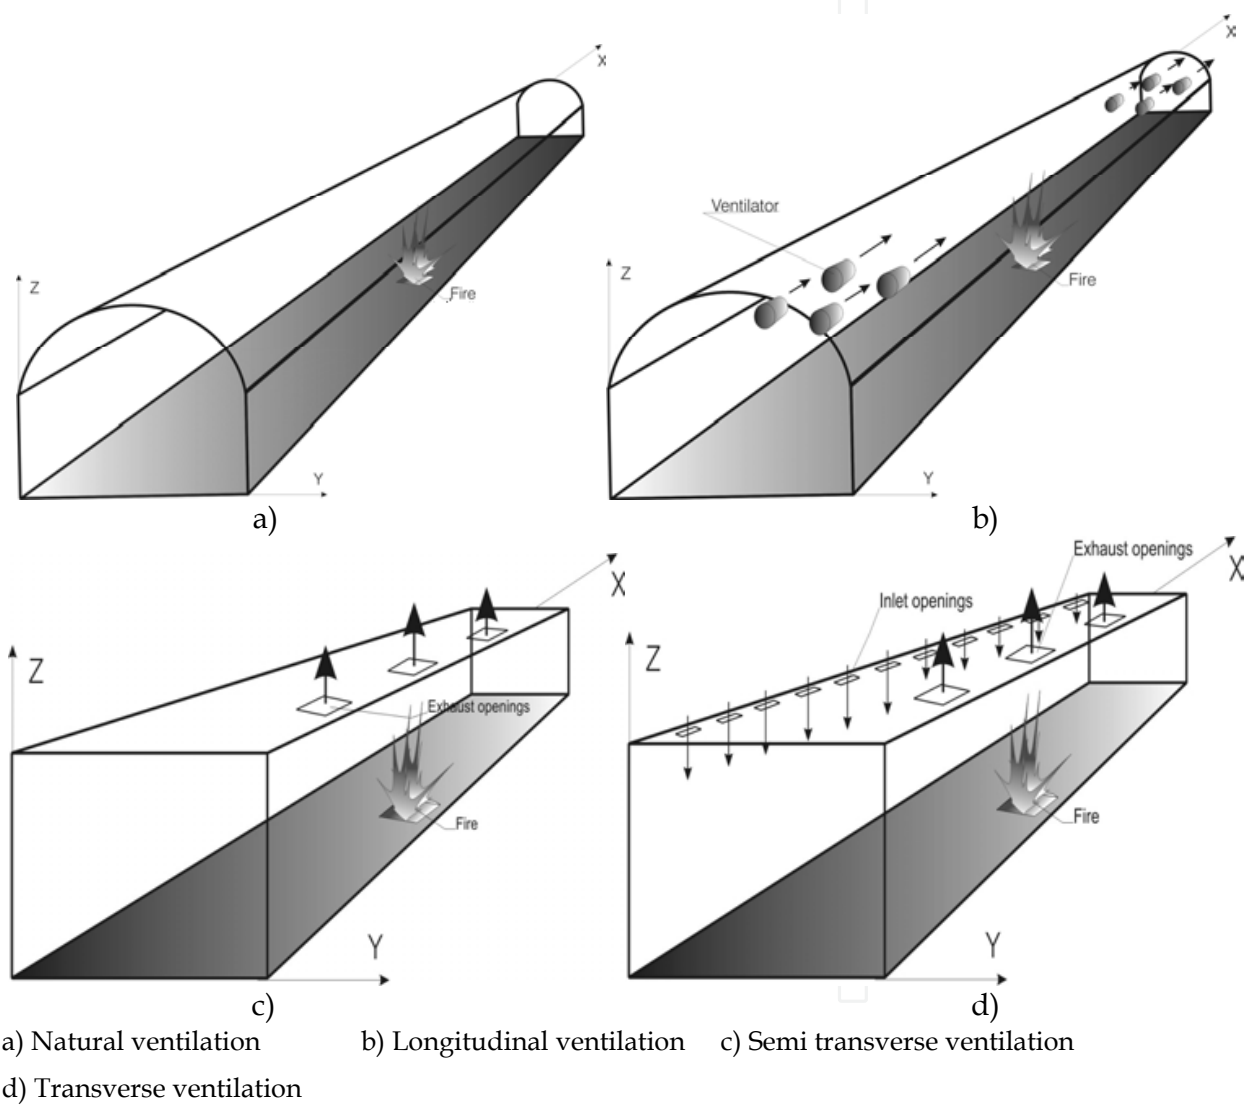 X
Z
Fire
Y
a)
X
Ventilator
Z
Fire
Y
b)
X
Z
Exhaust openings
Fire
Y
c)
Exhaust openings
X
Inlet openings
Z
Fire
Y
d)
a) Natural ventilation b) Longitudinal ventilation c) Semi transverse ventilation
d) Transverse ventilation